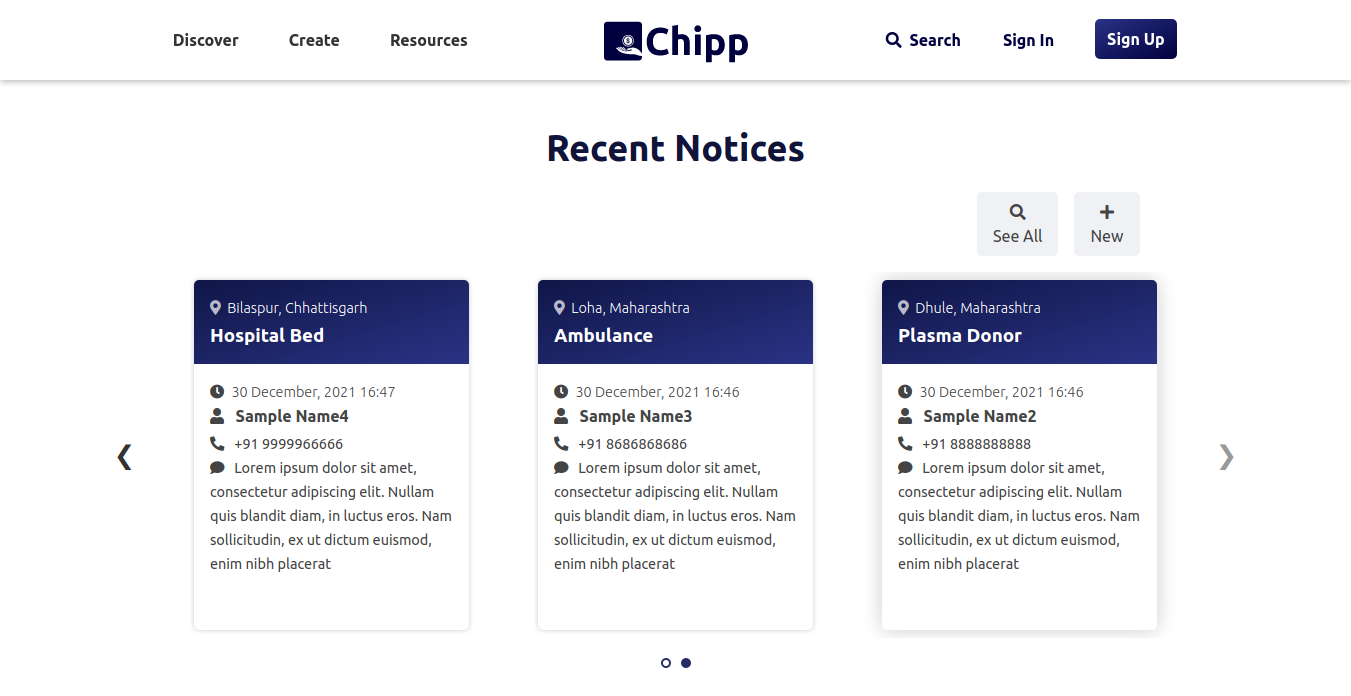 Discover Create Resources Chipp Search Sign In Sign Up
Recent Notices
See All New
Bilaspur, Chhattisgarh
Hospital Bed
30 December, 2021 16:47
Sample Name4
+91 9999966666
Lorem ipsum dolor sit amet,
consectetur adipiscing elit. Nullam
quis blandit diam, in luctus eros. Nam
sollicitudin, ex ut dictum euismod,
enim nibh placerat
Loha, Maharashtra
Ambulance
30 December, 2021 16:46
Sample Name3
+91 8686868686
Lorem ipsum dolor sit amet,
consectetur adipiscing elit. Nullam
quis blandit diam, in luctus eros. Nam
sollicitudin, ex ut dictum euismod,
enim nibh placerat
Dhule, Maharashtra
Plasma Donor
30 December, 2021 16:46
Sample Name2
+91 8888888888
Lorem ipsum dolor sit amet,
consectetur adipiscing elit. Nullam
quis blandit diam, in luctus eros. Nam
sollicitudin, ex ut dictum euismod,
enim nibh placerat